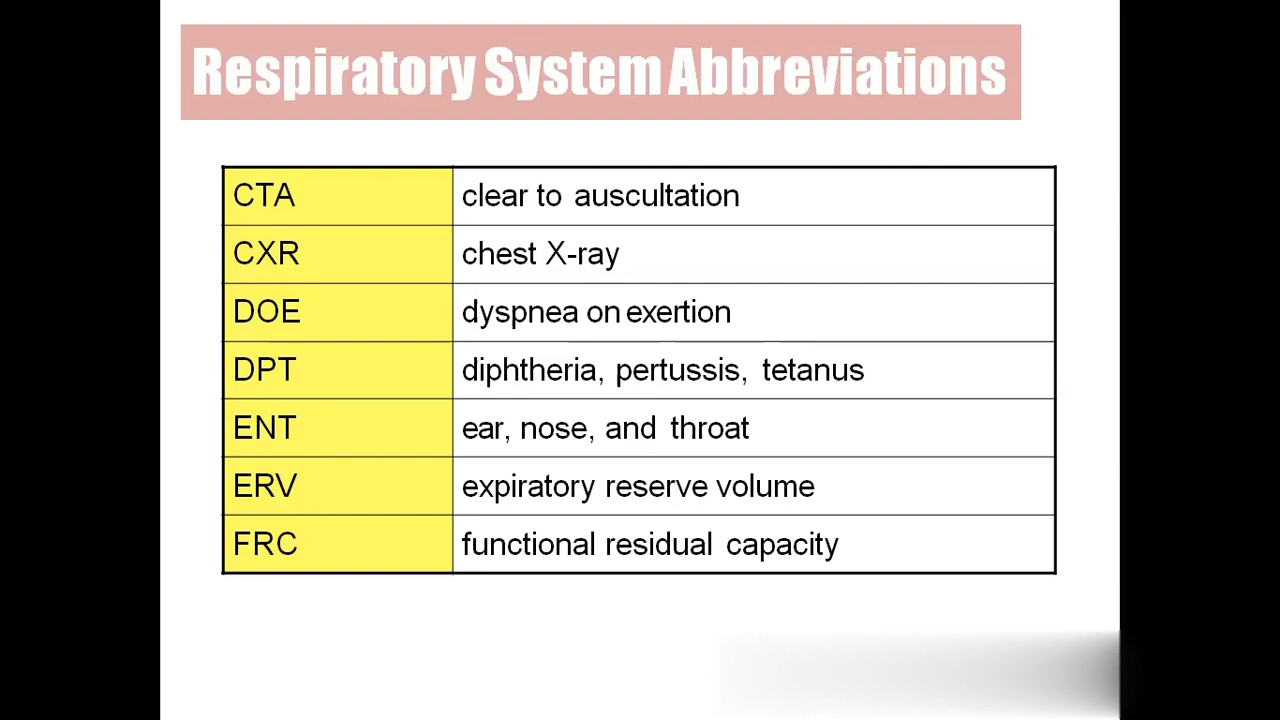 Respiratory System Abbreviations
CTA clear to auscultation
CXR chest X-ray
DOE dyspnea on exertion
DPT diphtheria, pertussis, tetanus
ENT ear, nose, and throat
ERV expiratory reserve volume
FRC functional residual capacity